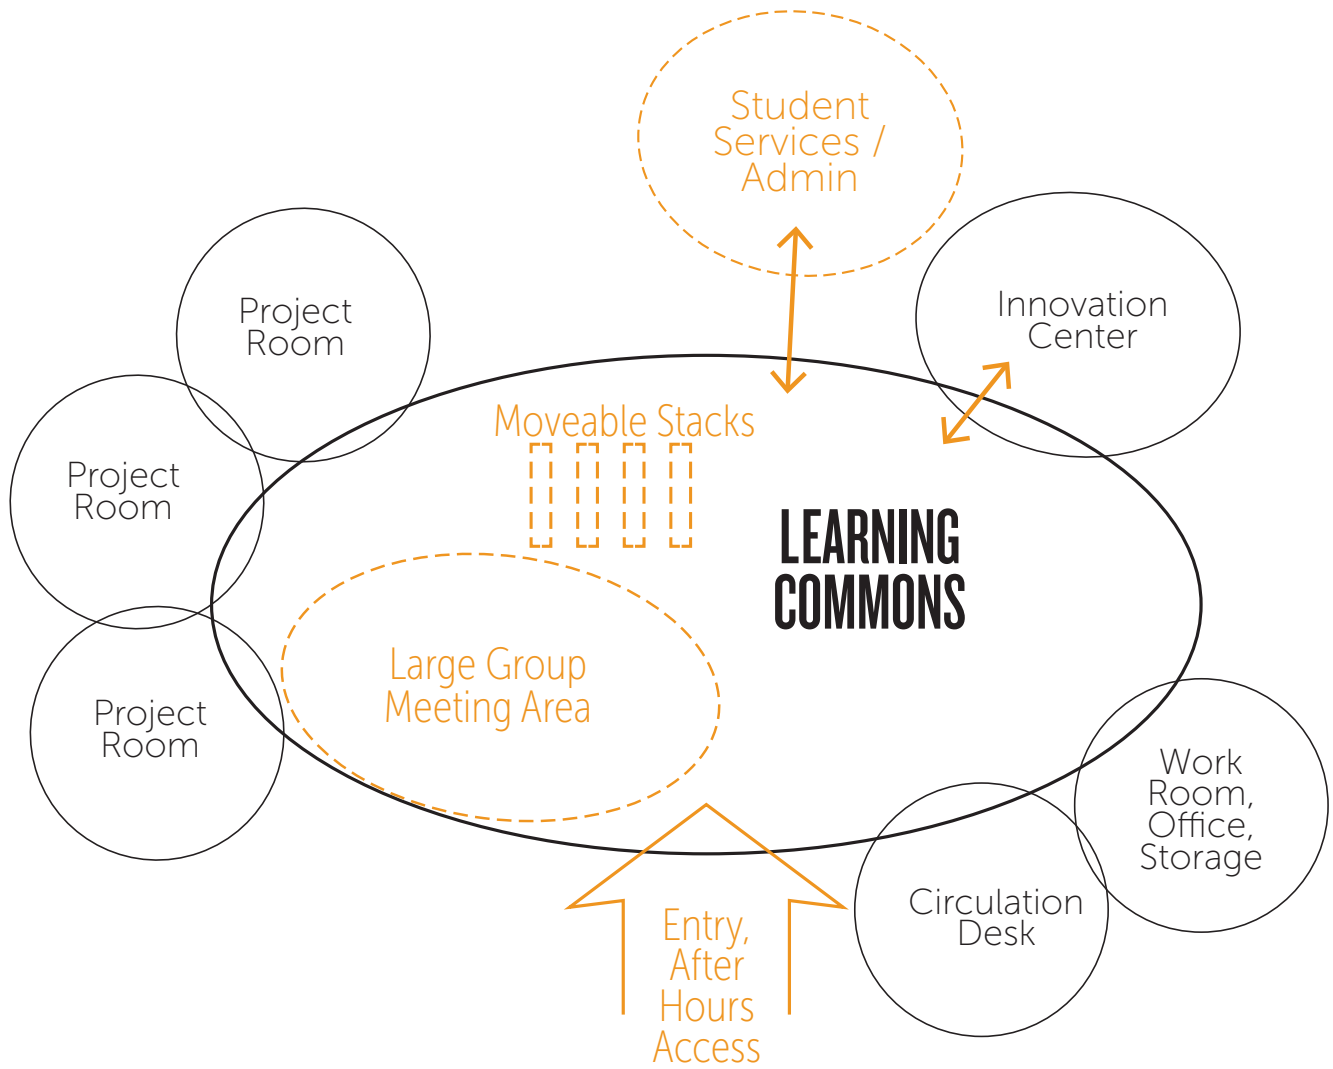 Student
Services /
Admin
Innovation
Center
Project
Room
Moveable Stacks
Project
Room
LEARNING
COMMONS
Large Group
Meeting Area
Project
Room
Work
Room,
Office,
Storage
Circulation
Desk
Entry,
After
Hours
Access